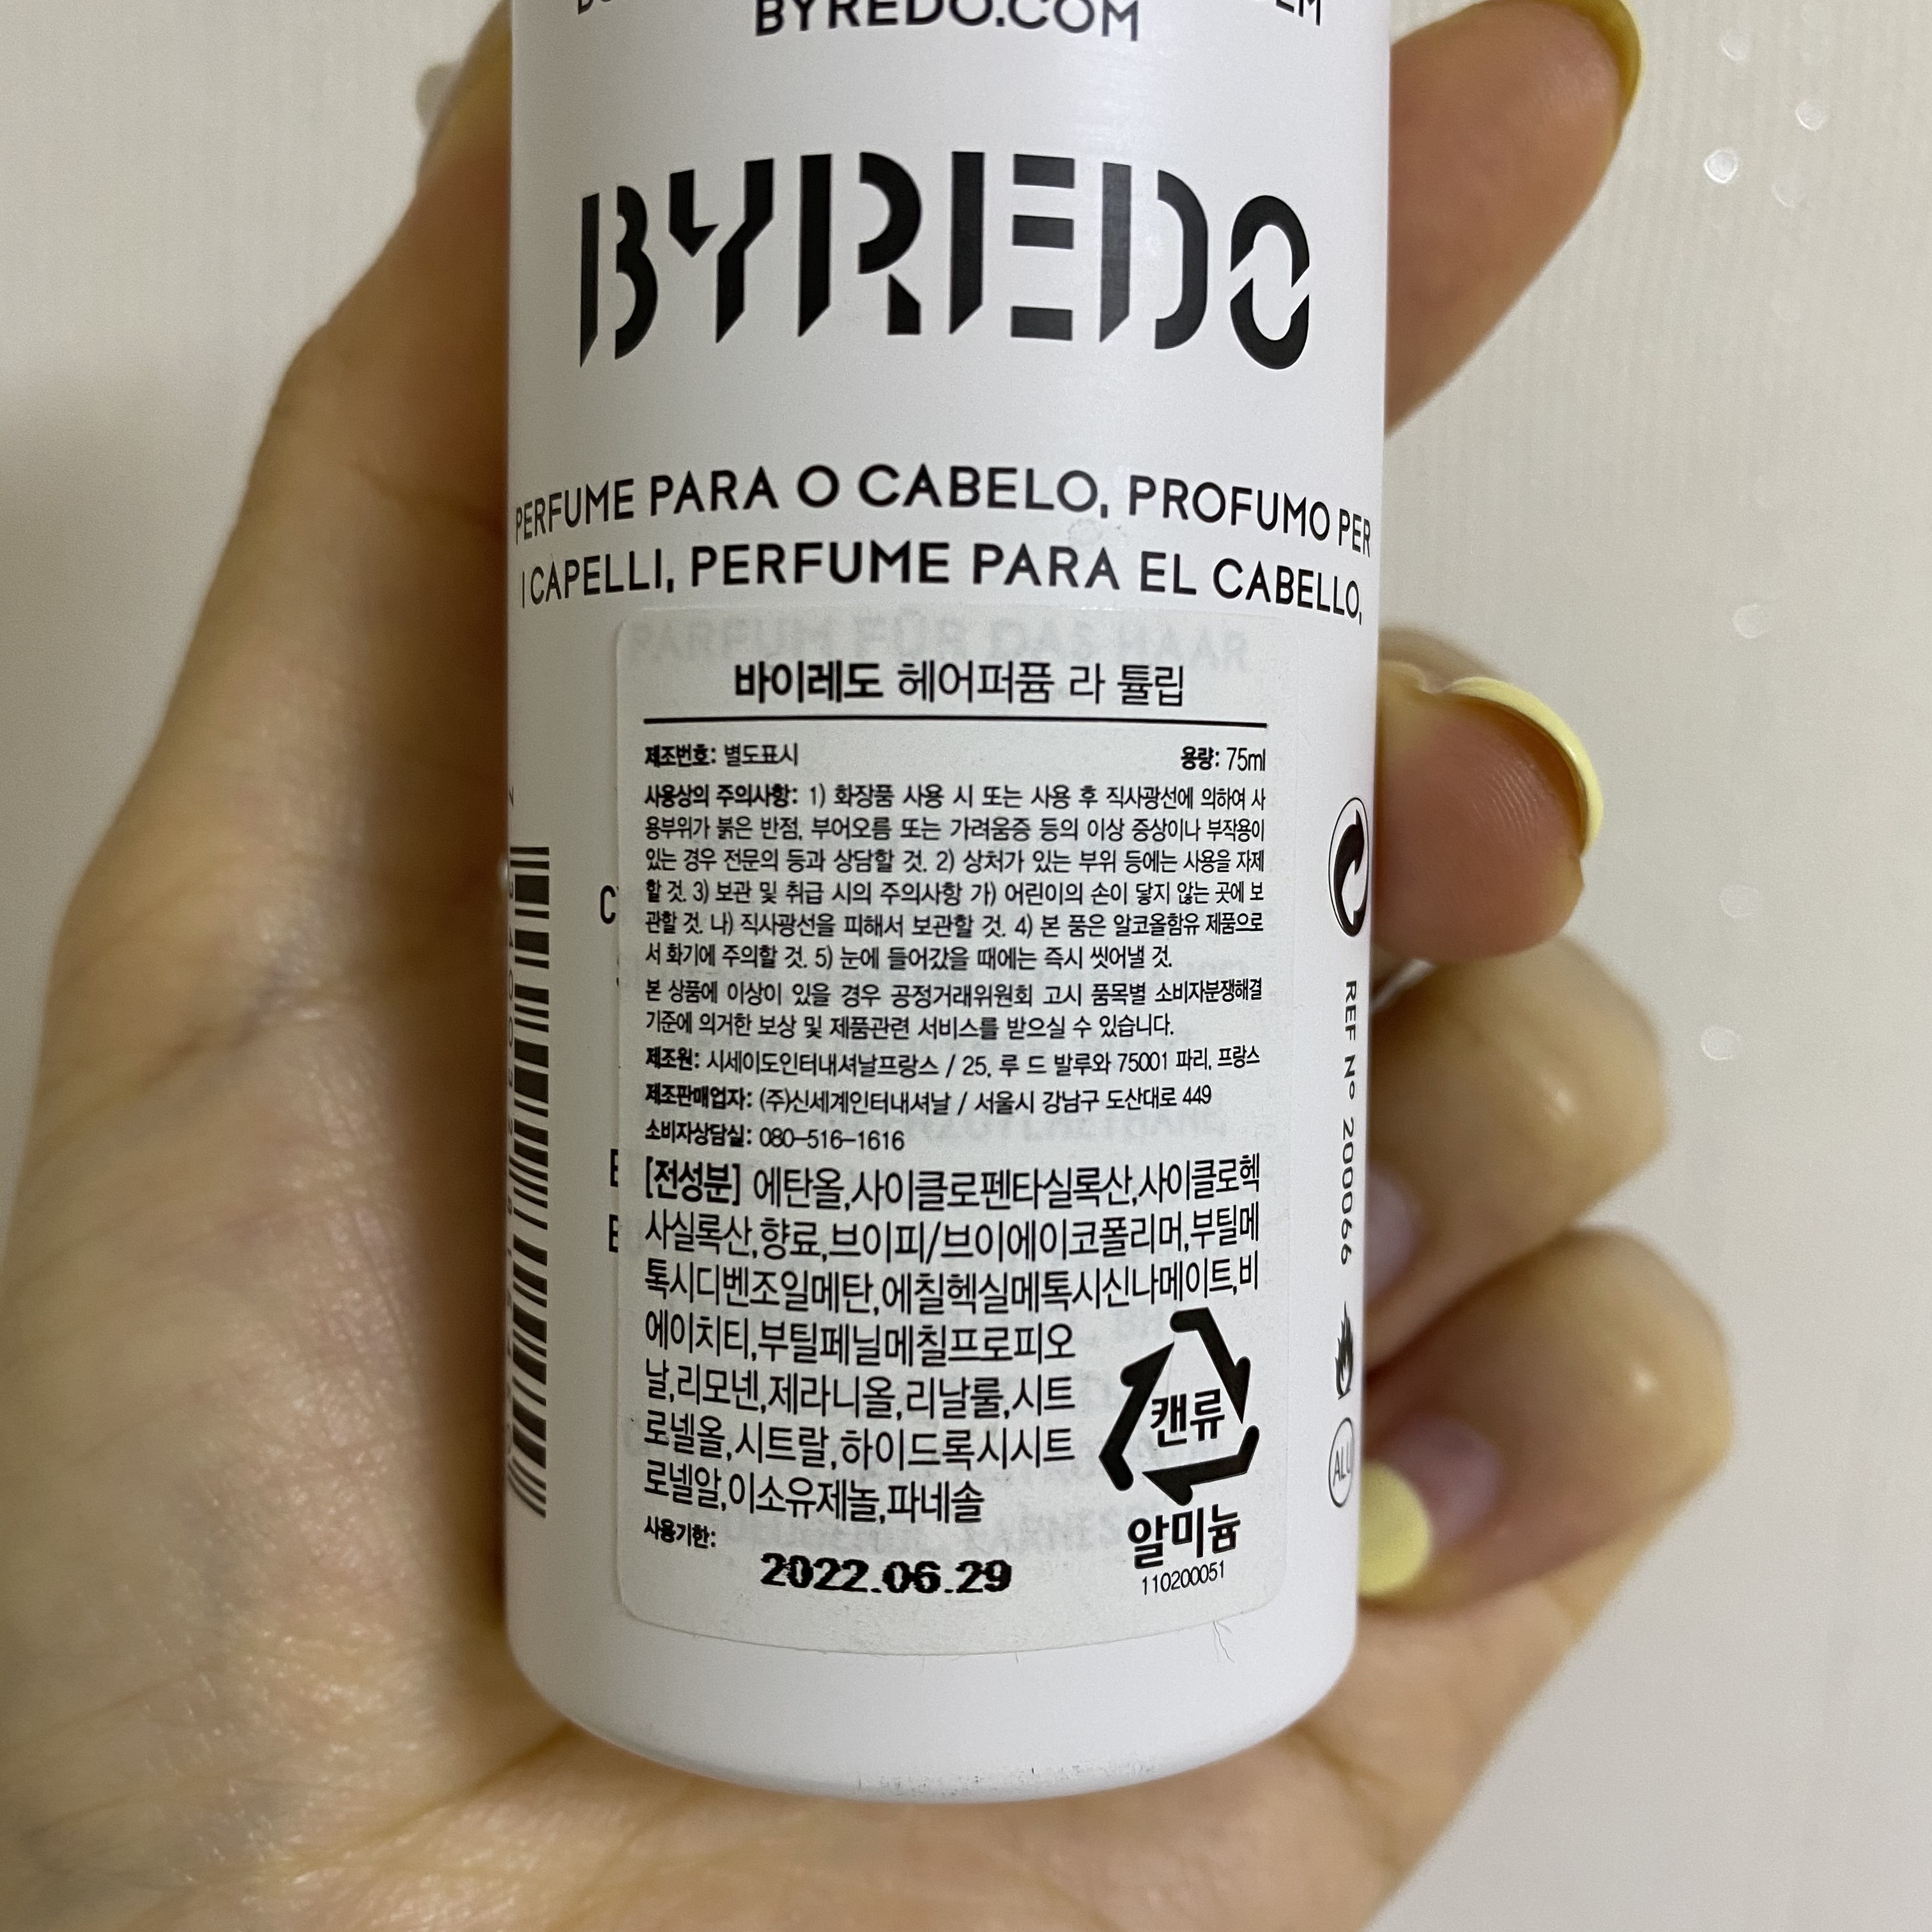 BYREDO.COM
BYREDO
PERFUME PARA O CABELO, PROFUMO PER
I CAPELLI, PERFUME PARA EL CABELLO,
PARFUM FÜR DAS HAAR
바이레도 헤어퍼퓸 라 튤립
제조번호: 별도표시 용량: 75ml
사용상의 주의사항: 1) 화장품 사용 시 또는 사용 후 직사광선에 의하여 사
용부위가 붉은 반점, 부어오름 또는 가려움증 등의 이상 증상이나 부작용이
있는 경우 전문의 등과 상담할 것. 2) 상처가 있는 부위 등에는 사용을 자제
할 것. 3) 보관 및 취급 시의 주의사항 가) 어린이의 손이 닿지 않는 곳에 보
관할 것. 나) 직사광선을 피해서 보관할 것. 4) 본 품은 알코올함유 제품으로
서 화기에 주의할 것. 5) 눈에 들어갔을 때에는 즉시 씻어낼 것.
본 상품에 이상이 있을 경우 공정거래위원회 고시 품목별 소비자분쟁해결
기준에 의거한 보상 및 제품관련 서비스를 받으실 수 있습니다.
제조원: 시세이도인터내셔날프랑스 / 25, 루 드 발루와 75001 파리, 프랑스
제조판매업자: (주)신세계인터내셔날 / 서울시 강남구 도산대로 449
소비자상담실: 080-516-1616
[전성분] 에탄올,사이클로펜타실록산,사이클로헥
사실록산,향료,브이피/브이에이코폴리머,부틸메
톡시디벤조일메탄,에칠헥실메톡시신나메이트,비
에이치티,부틸페닐메칠프로피오
날,리모넨,제라니올,리날룰,시트
로넬올,시트랄,하이드록시시트
로넬알,이소유제놀,파네솔
캔류
알미늄
110200051
사용기한:
2022.06.29
REF Nº 200066
ALU